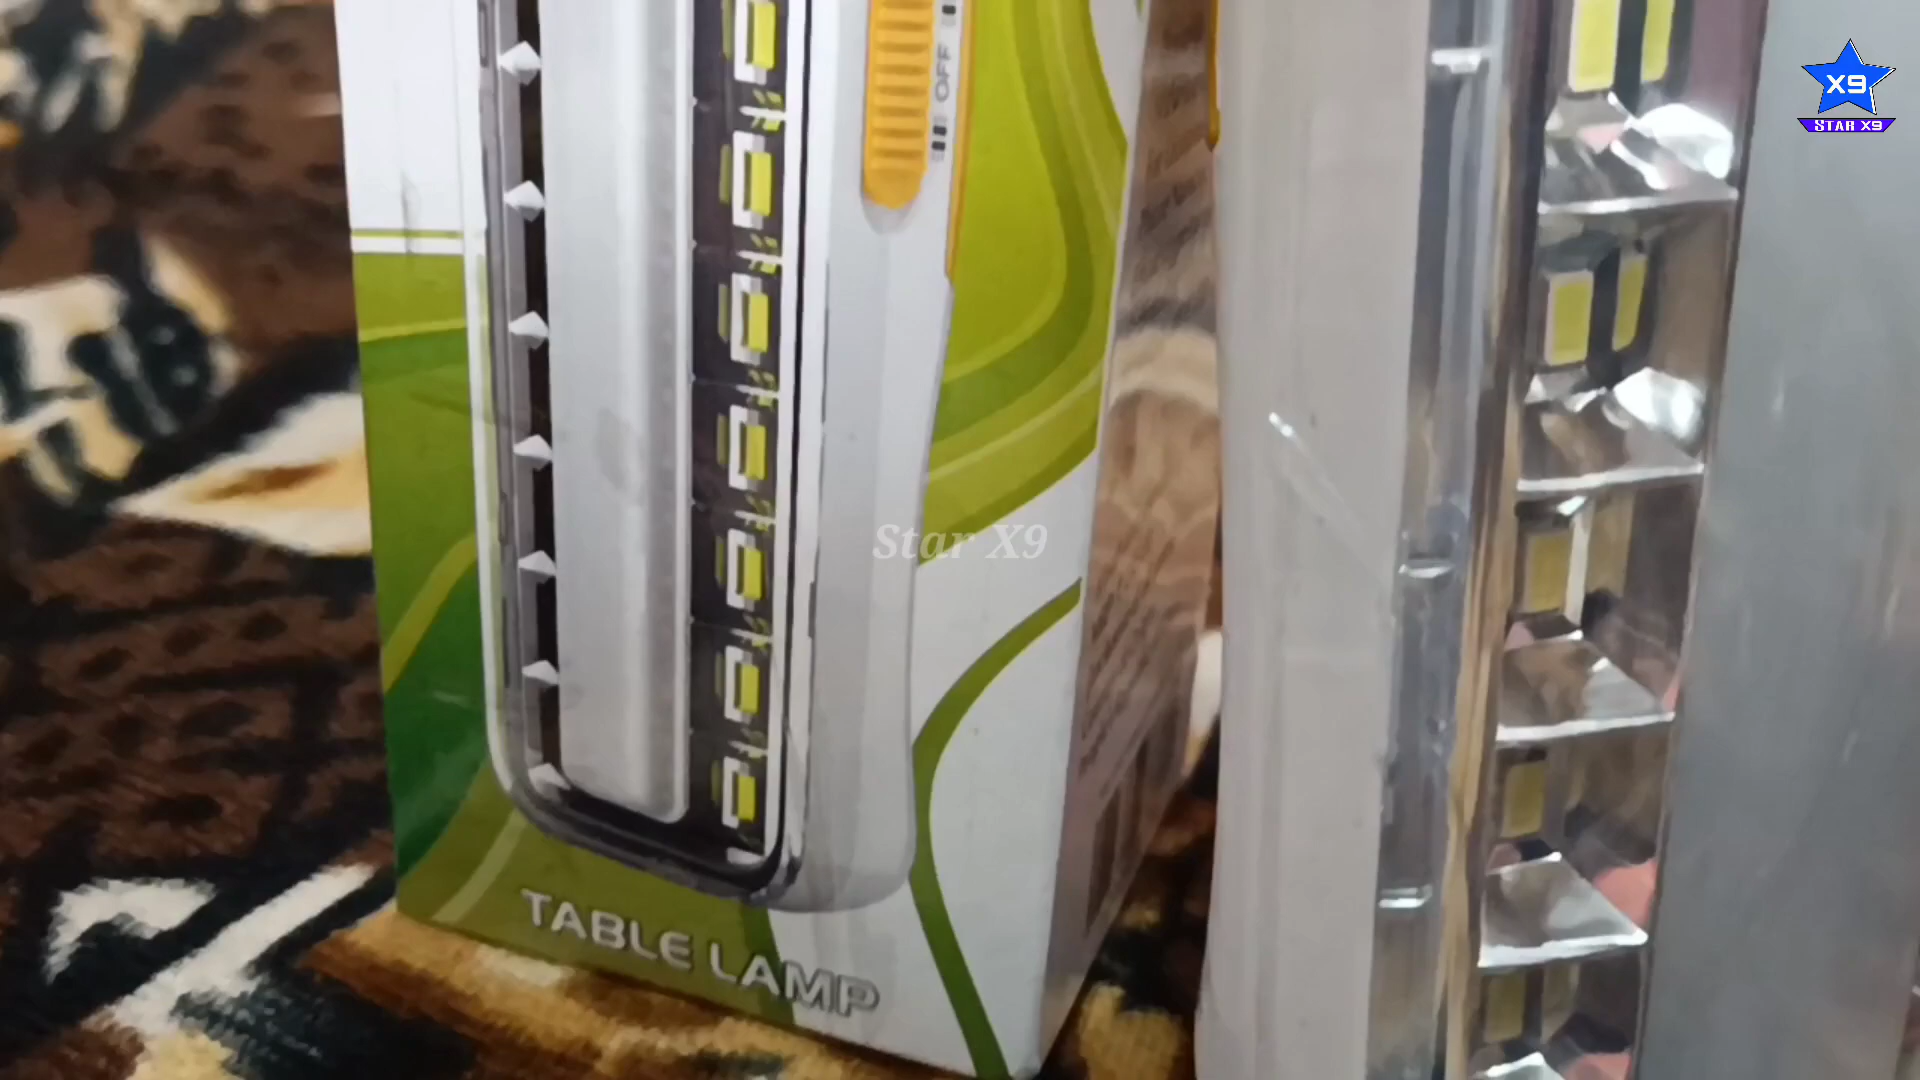 X9
STAR X9
OFF
Star X9
TABLE LAMP